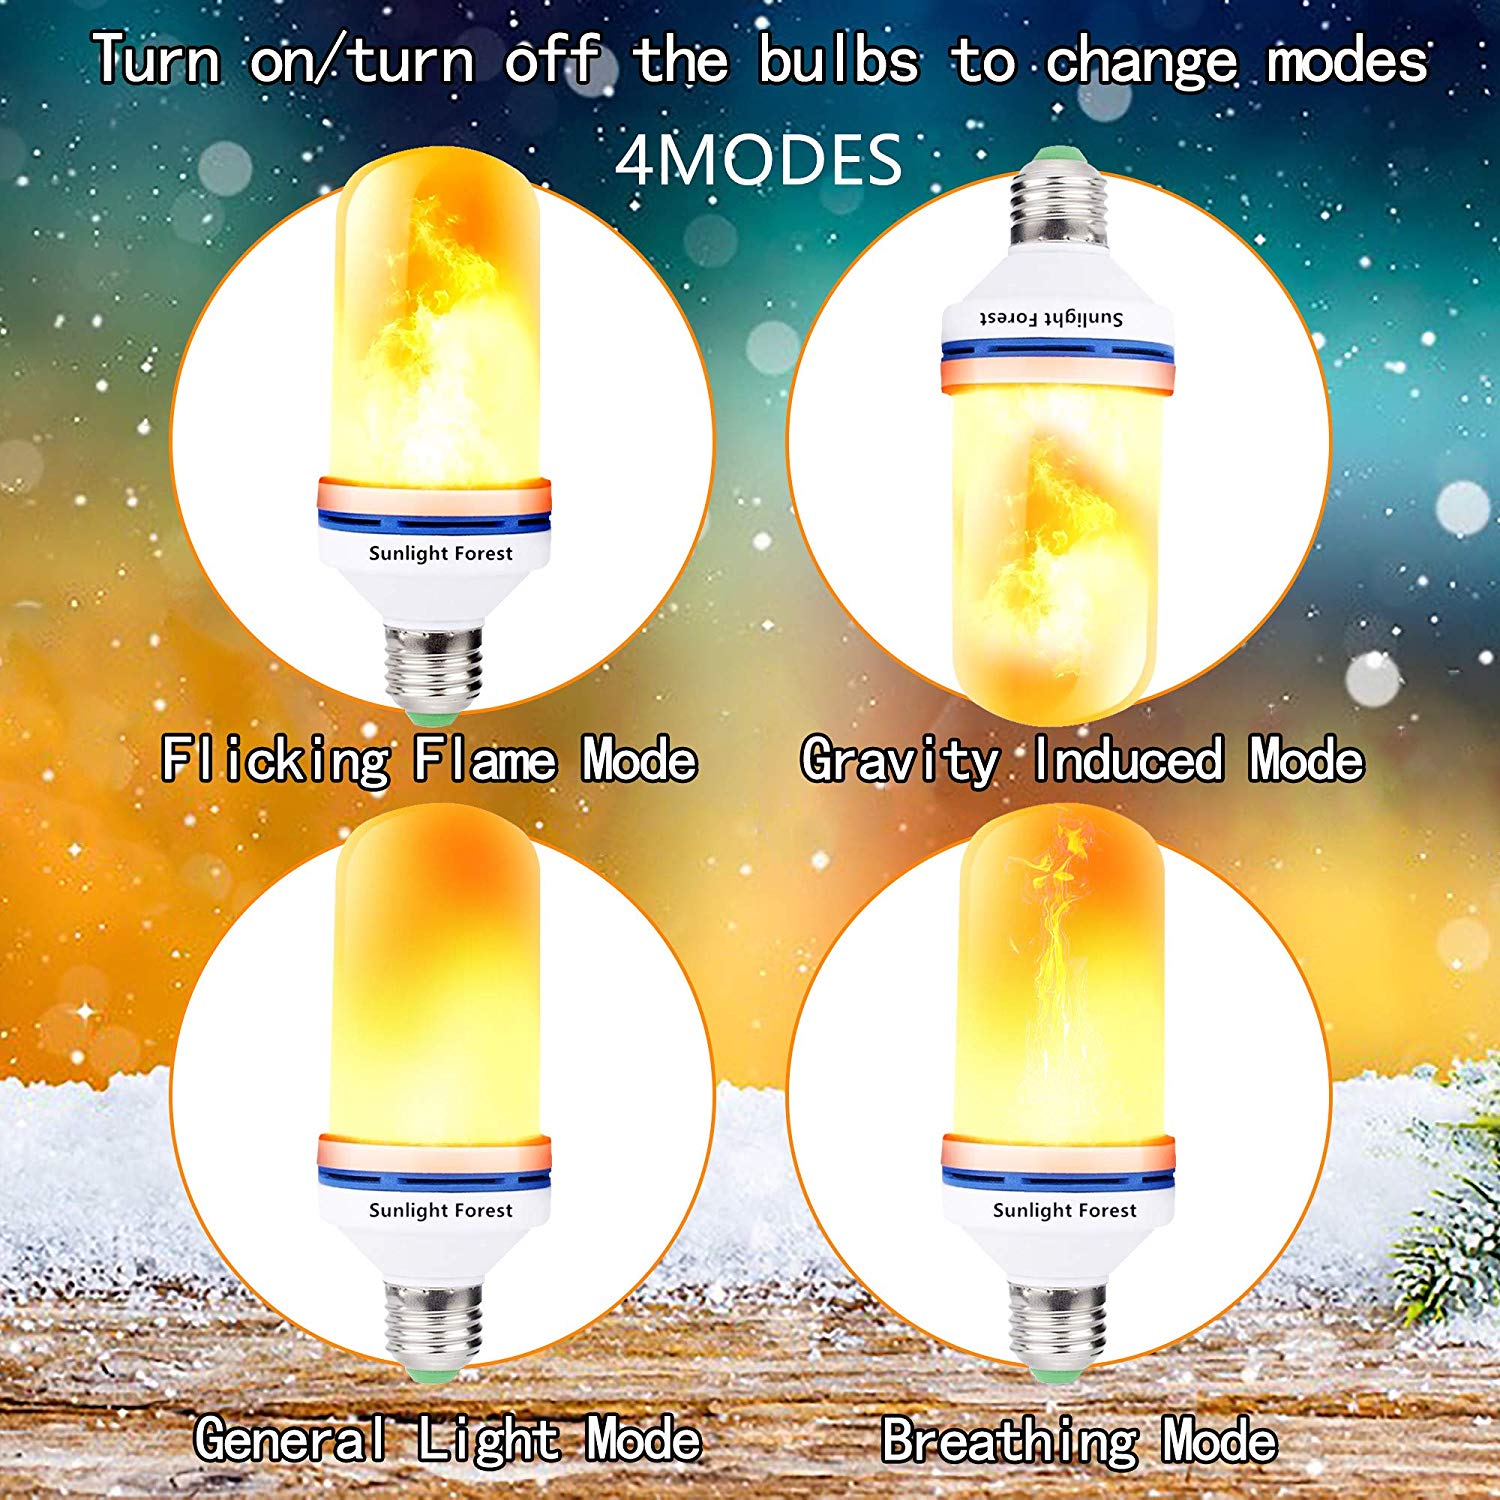 Turn on/turn off the bulbs to change modes
4MODES
Sunlight Forest
Sunlight Forest
Flicking Flame Mode
Gravity Induced Mode
Sunlight Forest
Sunlight Forest
General Light Mode
Breathing Mode